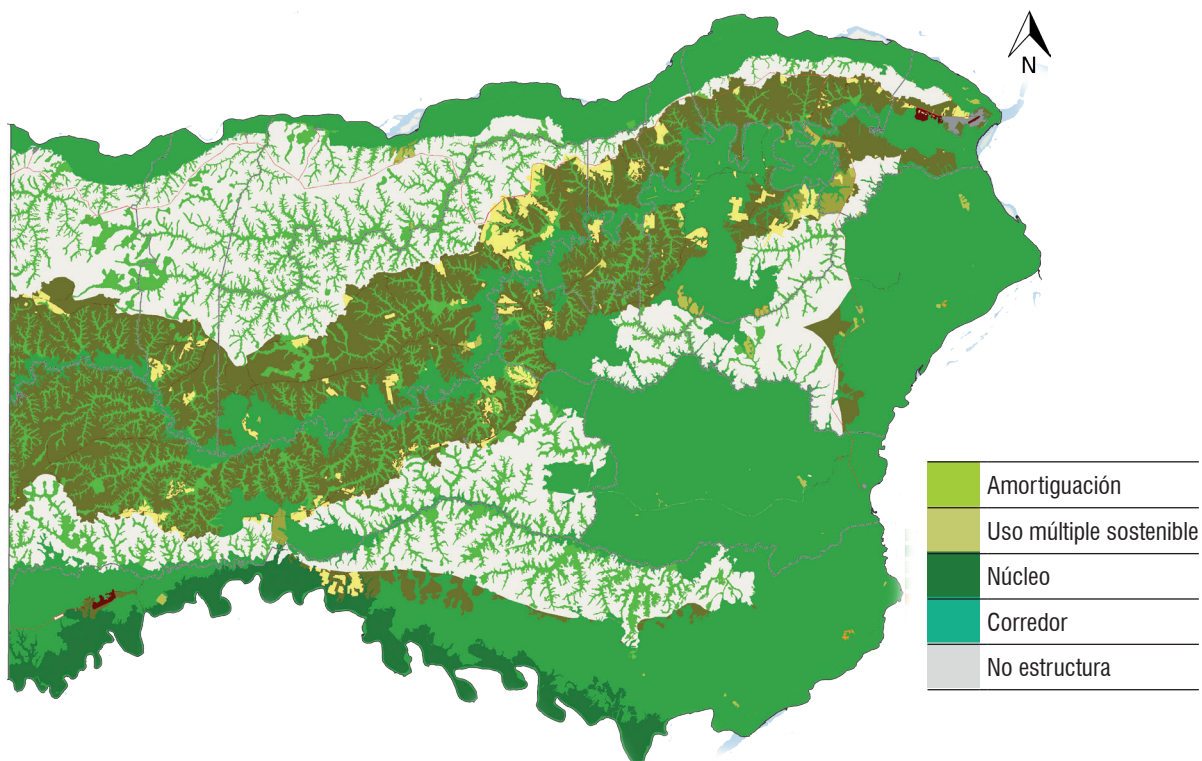 N
Amortiguación
Uso múltiple sostenible
Núcleo
Corredor
No estructura